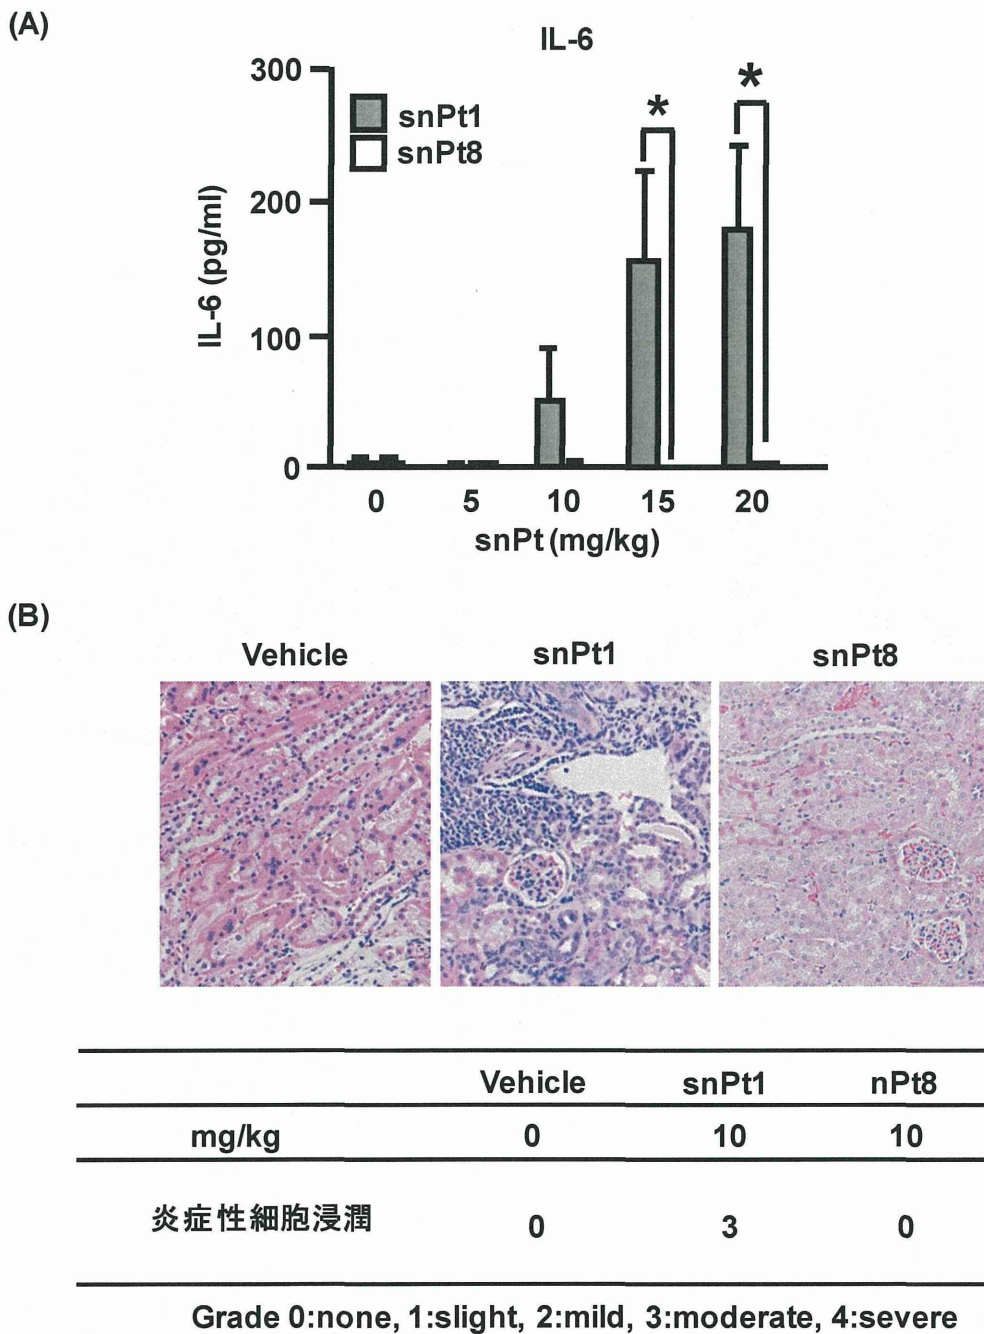 (A)
IL-6
300
200
100
0
IL-6 (pg/ml)
snPt1
snPt8
*
*
0 5 10 15 20
snPt (mg/kg)
(B)
Vehicle snPt1 snPt8
Vehicle snPt1 nPt8
mg/kg 0 10 10
炎症性細胞浸潤 0 3 0
Grade 0:none, 1:slight, 2:mild, 3:moderate, 4:severe